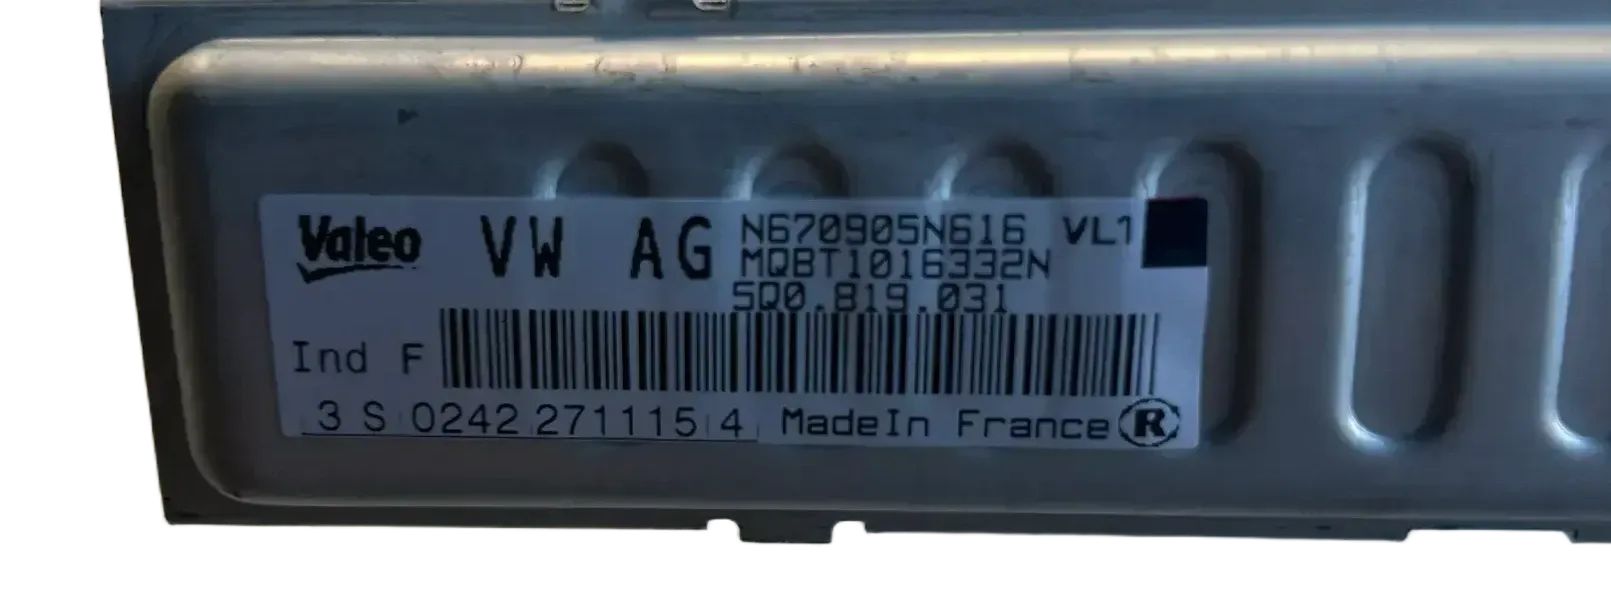 Valeo VW AG N670905N616 VL1
MQBT1016332N
5Q0.819.031
Ind F
3 S 0242 271115 4 MadeIn France R